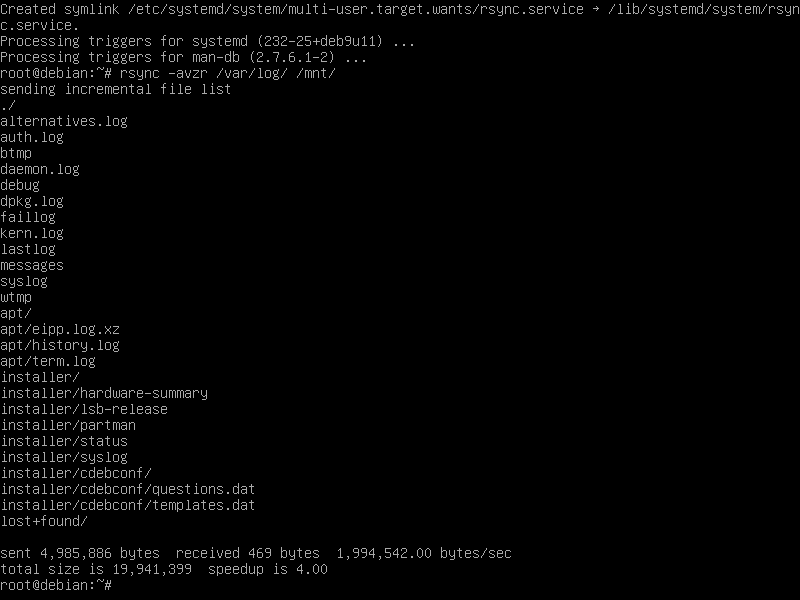 Created symlink /etc/systemd/system/multi-user.target.wants/rsync.service → /lib/systemd/system/rsyn
c.service.
Processing triggers for systemd (232-25+deb9u11) ...
Processing triggers for man-db (2.7.6.1-2) ...
root@debian:~# rsync -avzr /var/log/ /mnt/
sending incremental file list
./
alternatives.log
auth.log
btmp
daemon.log
debug
dpkg.log
faillog
kern.log
lastlog
messages
syslog
wtmp
apt/
apt/eipp.log.xz
apt/history.log
apt/term.log
installer/
installer/hardware-summary
installer/lsb-release
installer/partman
installer/status
installer/syslog
installer/cdebconf/
installer/cdebconf/questions.dat
installer/cdebconf/templates.dat
lost+found/

sent 4,985,886 bytes  received 469 bytes  1,994,542.00 bytes/sec
total size is 19,941,399  speedup is 4.00
root@debian:~#